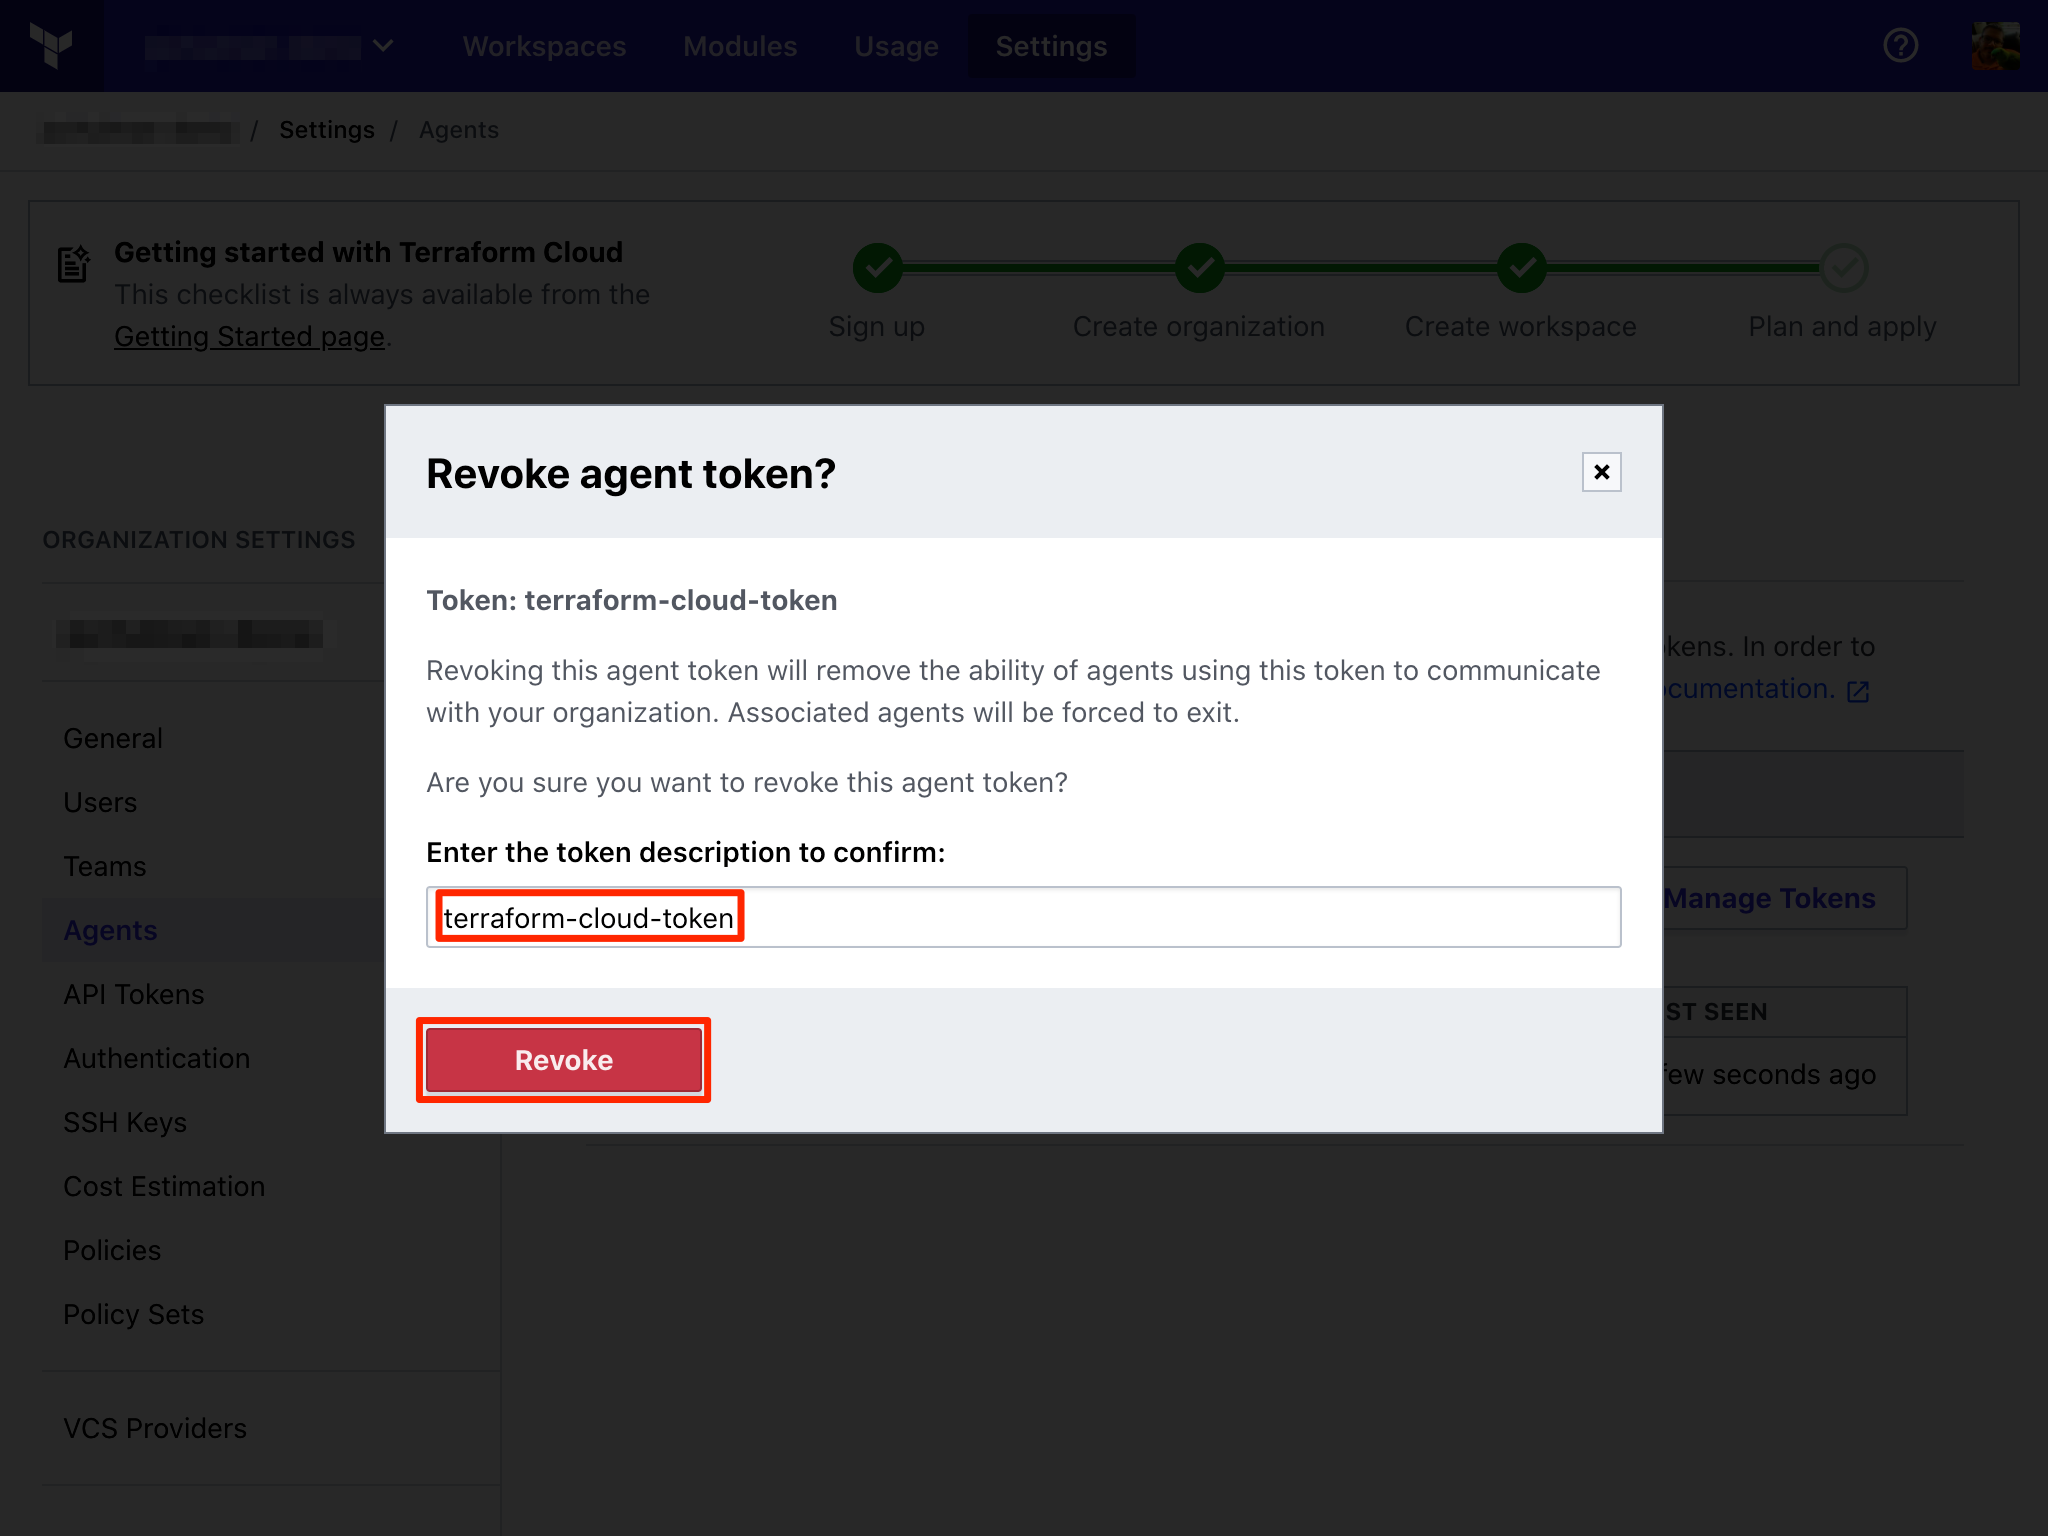 Workspaces Modules Usage Settings
/ Settings / Agents
Getting started with Terraform Cloud
This checklist is always available from the
Getting Started page.
Sign up Create organization Create workspace Plan and apply
ORGANIZATION SETTINGS
General
Users
Teams
Agents
API Tokens
Authentication
SSH Keys
Cost Estimation
Policies
Policy Sets
VCS Providers
Revoke agent token?
Token: terraform-cloud-token
Revoking this agent token will remove the ability of agents using this token to communicate
with your organization. Associated agents will be forced to exit.
Are you sure you want to revoke this agent token?
Enter the token description to confirm:
terraform-cloud-token
Revoke
kens. In order to
cumentation.
Manage Tokens
ST SEEN
few seconds ago